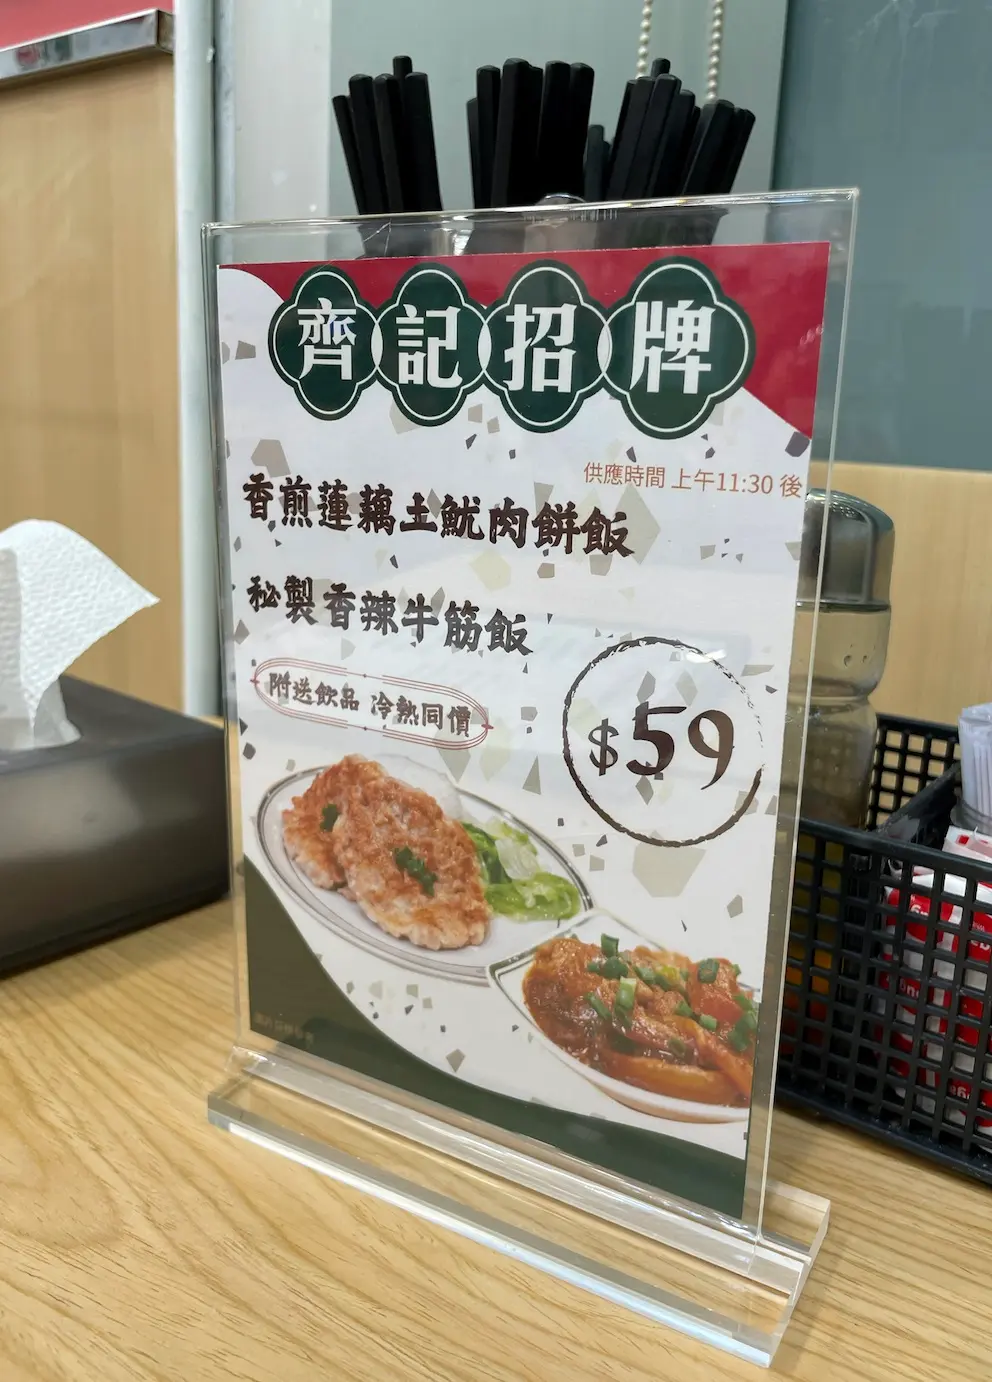 齊記招牌
供應時間 上午11:30 後
香煎蓮藕土魷肉餅飯
秘製香辣牛筋飯
附送飲品 冷熱同價
$59